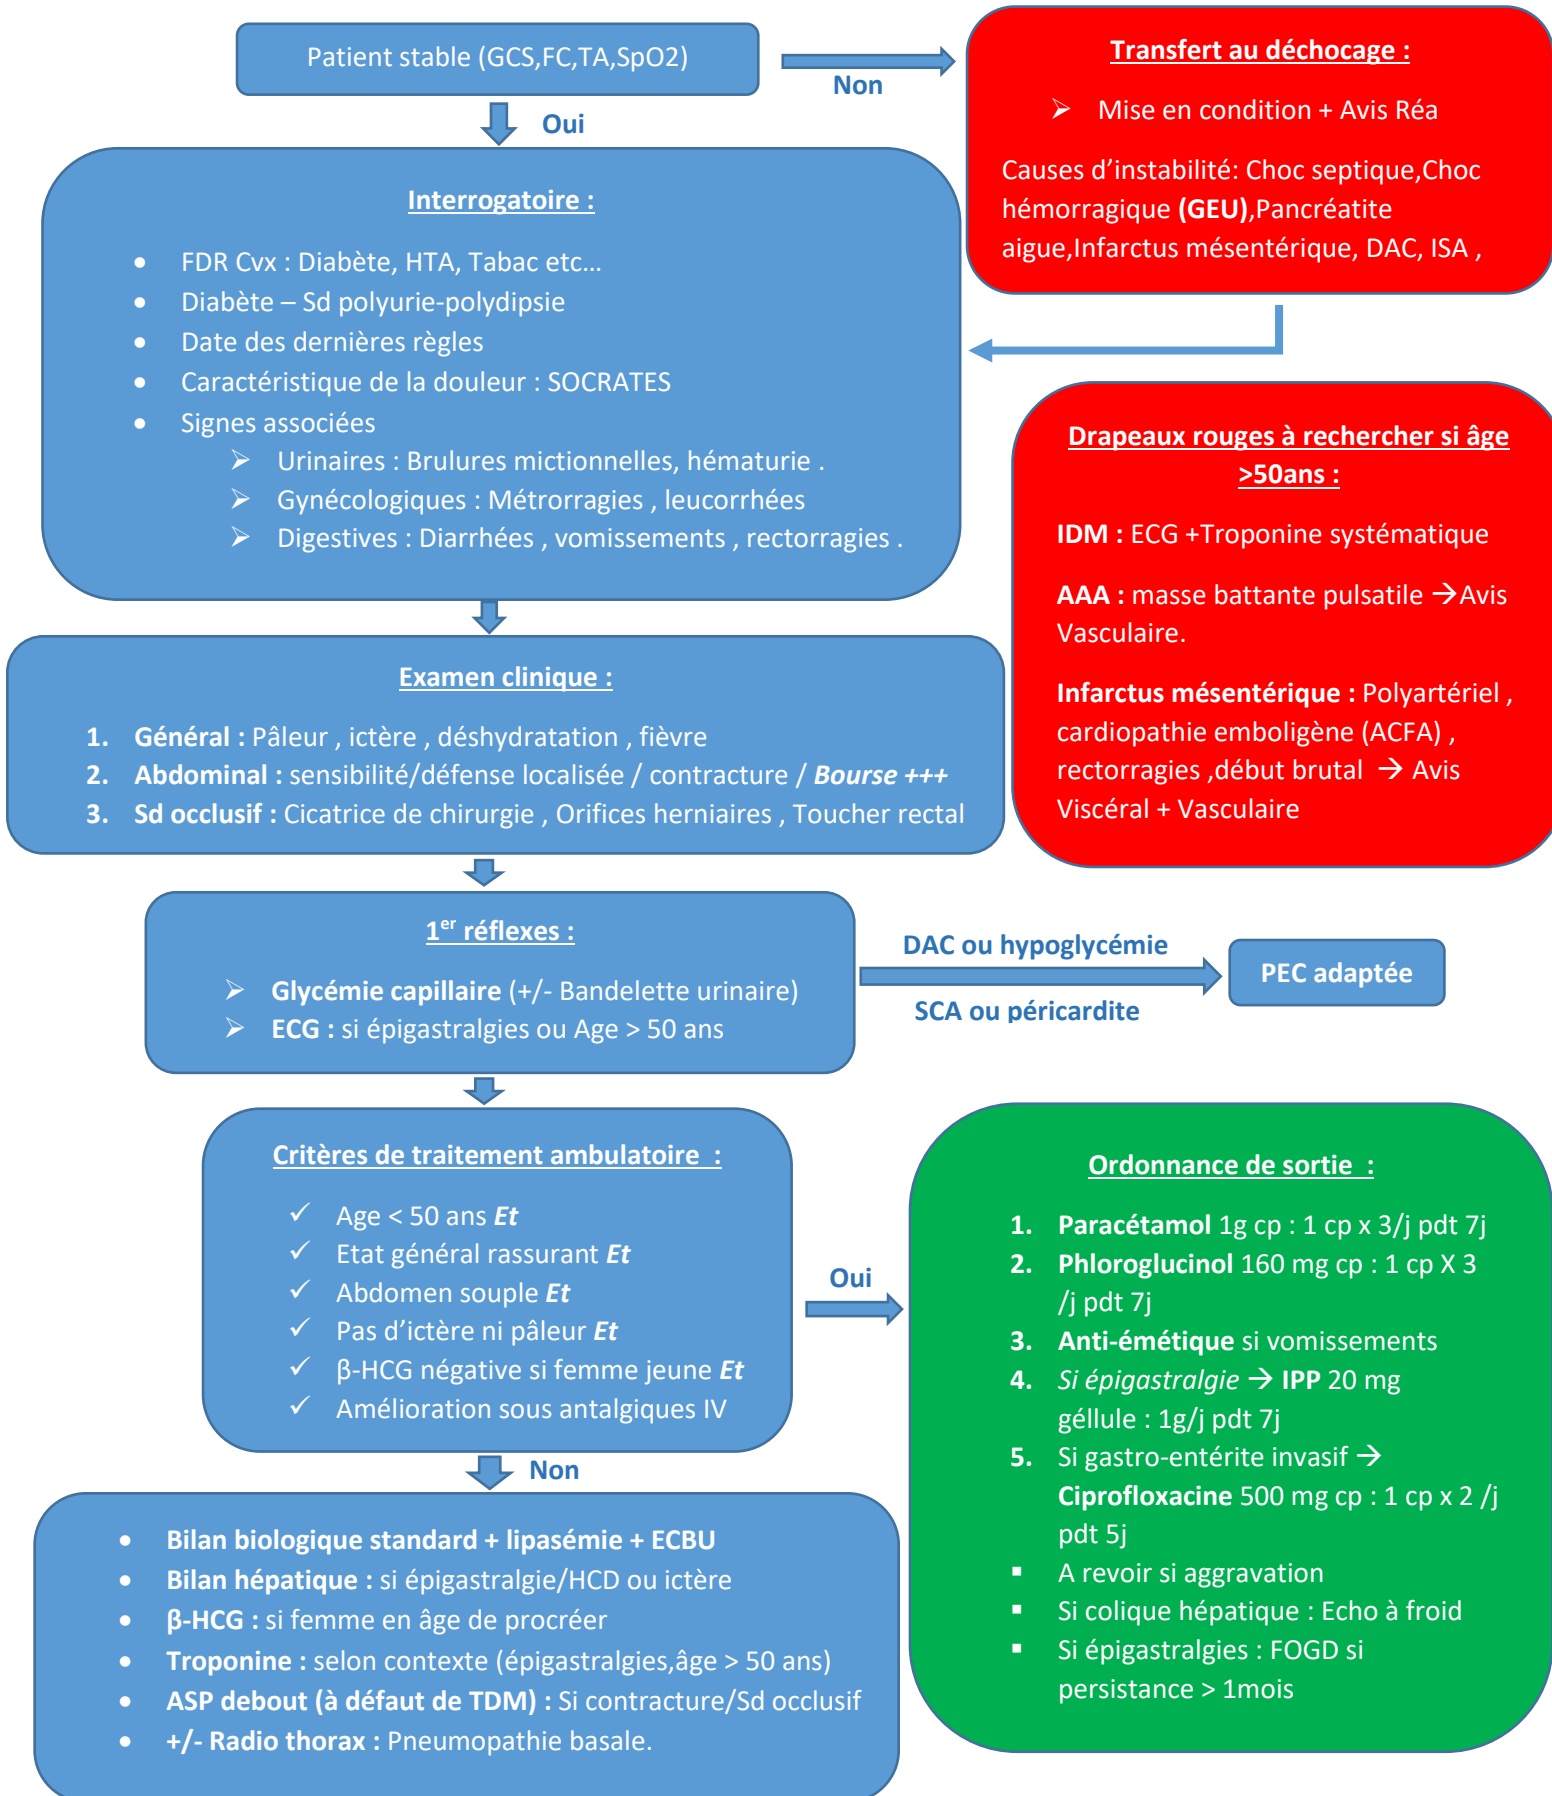 Patient stable (GCS,FC,TA,SpO2)
Non
Oui
Transfert au déchocage :
➢ Mise en condition + Avis Réa
Causes d’instabilité: Choc septique,Choc
hémorragique (GEU),Pancréatite
aigue,Infarctus mésentérique, DAC, ISA ,
Interrogatoire :
• FDR Cvx : Diabète, HTA, Tabac etc…
• Diabète – Sd polyurie-polydipsie
• Date des dernières règles
• Caractéristique de la douleur : SOCRATES
• Signes associées
➢ Urinaires : Brulures mictionnelles, hématurie .
➢ Gynécologiques : Métrorragies , leucorrhées
➢ Digestives : Diarrhées , vomissements , rectorragies .
Drapeaux rouges à rechercher si âge
>50ans :
IDM : ECG +Troponine systématique
AAA : masse battante pulsatile →Avis
Vasculaire.
Infarctus mésentérique : Polyartériel ,
cardiopathie emboligène (ACFA) ,
rectorragies ,début brutal → Avis
Viscéral + Vasculaire
Examen clinique :
1. Général : Pâleur , ictère , déshydratation , fièvre
2. Abdominal : sensibilité/défense localisée / contracture / Bourse +++
3. Sd occlusif : Cicatrice de chirurgie , Orifices herniaires , Toucher rectal
1er réflexes :
➢ Glycémie capillaire (+/- Bandelette urinaire)
➢ ECG : si épigastralgies ou Age > 50 ans
DAC ou hypoglycémie
SCA ou péricardite
PEC adaptée
Critères de traitement ambulatoire :
✓ Age < 50 ans Et
✓ Etat général rassurant Et
✓ Abdomen souple Et
✓ Pas d’ictère ni pâleur Et
✓ β-HCG négative si femme jeune Et
✓ Amélioration sous antalgiques IV
Oui
Non
Ordonnance de sortie :
1. Paracétamol 1g cp : 1 cp x 3/j pdt 7j
2. Phloroglucinol 160 mg cp : 1 cp X 3
/j pdt 7j
3. Anti-émétique si vomissements
4. Si épigastralgie → IPP 20 mg
géllule : 1g/j pdt 7j
5. Si gastro-entérite invasif →
Ciprofloxacine 500 mg cp : 1 cp x 2 /j
pdt 5j
▪ A revoir si aggravation
▪ Si colique hépatique : Echo à froid
▪ Si épigastralgies : FOGD si
persistance > 1mois
• Bilan biologique standard + lipasémie + ECBU
• Bilan hépatique : si épigastralgie/HCD ou ictère
• β-HCG : si femme en âge de procréer
• Troponine : selon contexte (épigastralgies,âge > 50 ans)
• ASP debout (à défaut de TDM) : Si contracture/Sd occlusif
• +/- Radio thorax : Pneumopathie basale.